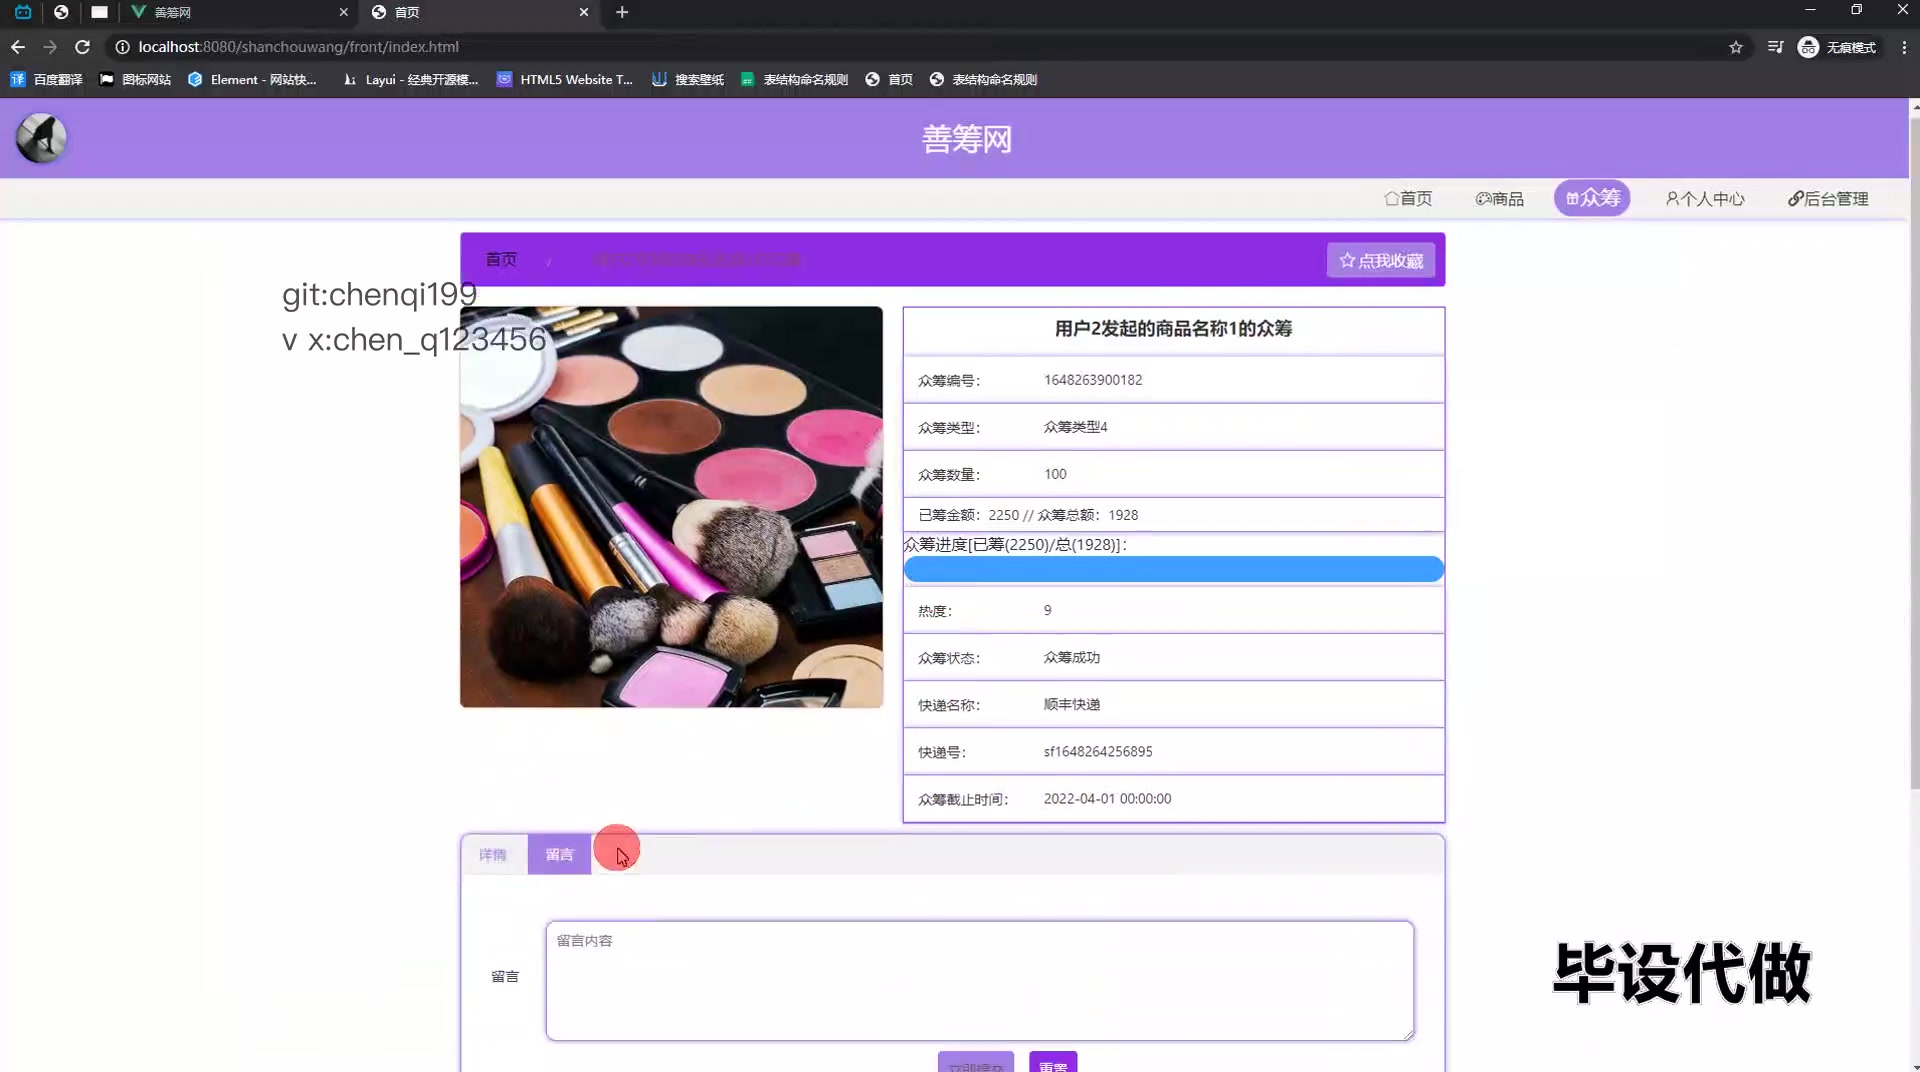 善筹网
首页
localhost:8080/shanchouwang/front/index.html
无痕模式
百度翻译
图标网站
Element - 网站快...
Layui - 经典开源模...
HTML5 Website T...
搜索壁纸
表结构命名规则
首页
表结构命名规则
善筹网
首页
商品
众筹
个人中心
后台管理
首页 /
点我收藏
git:chenqi199
v x:chen_q123456
用户2发起的商品名称1的众筹
众筹编号： 1648263900182
众筹类型： 众筹类型4
众筹数量： 100
已筹金额：2250 // 众筹总额：1928
众筹进度[已筹(2250)/总(1928)]：
热度： 9
众筹状态： 众筹成功
快递名称： 顺丰快递
快递号： sf1648264256895
众筹截止时间： 2022-04-01 00:00:00
详情
留言
留言内容
留言
毕设代做
立即提交
重置